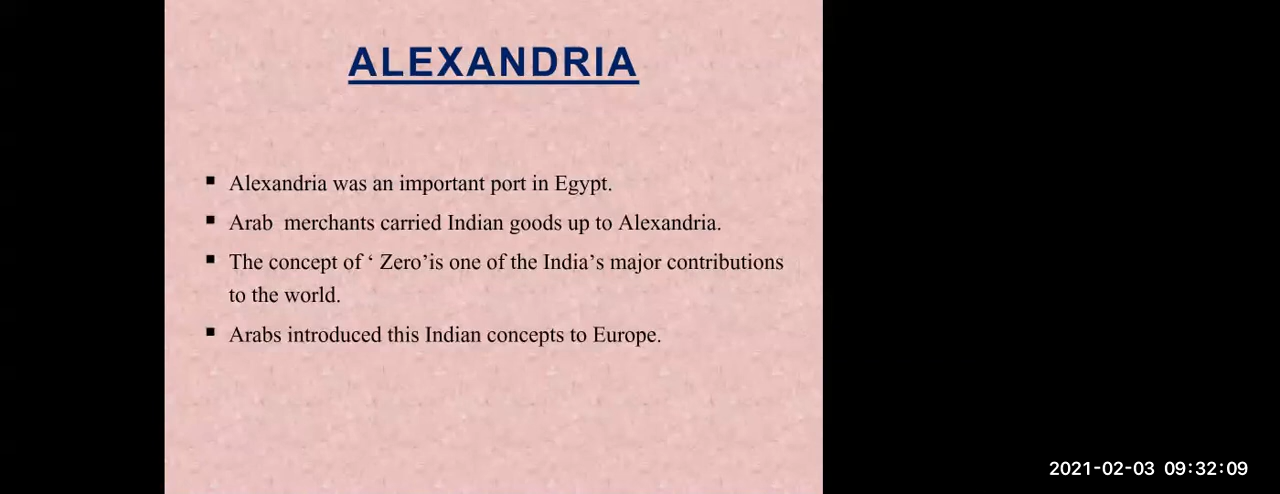 ALEXANDRIA
▪ Alexandria was an important port in Egypt.
▪ Arab  merchants carried Indian goods up to Alexandria.
▪ The concept of ‘ Zero’is one of the India’s major contributions
to the world.
▪ Arabs introduced this Indian concepts to Europe.
2021-02-03 09:32:09